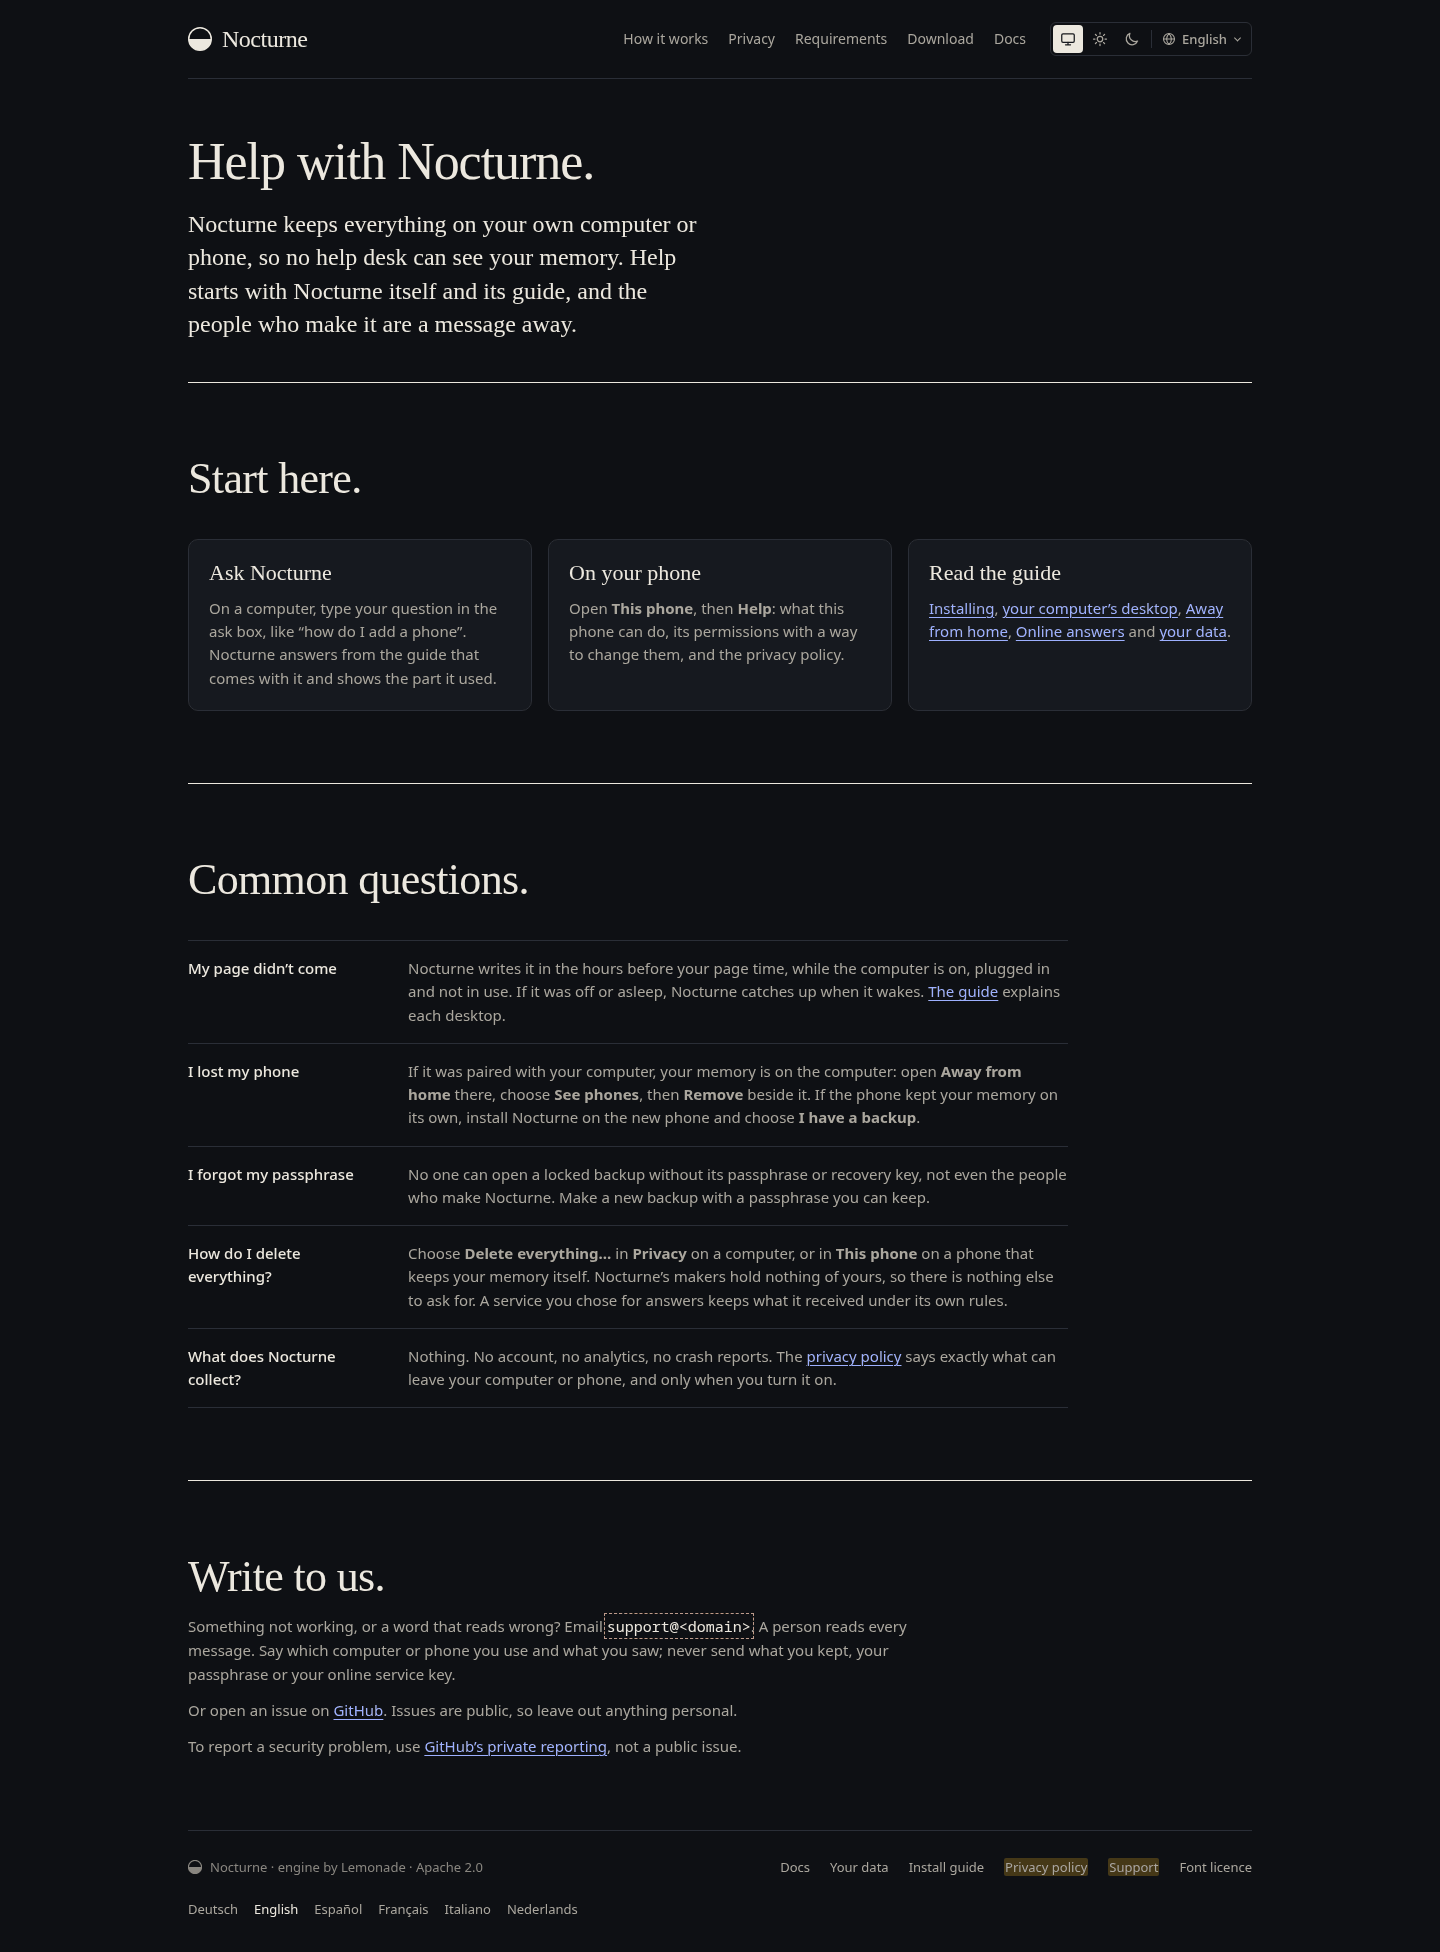 Nocturne
How it works Privacy Requirements Download Docs English
Help with Nocturne.
Nocturne keeps everything on your own computer or
phone, so no help desk can see your memory. Help
starts with Nocturne itself and its guide, and the
people who make it are a message away.
Start here.
Ask Nocturne
On a computer, type your question in the
ask box, like “how do I add a phone”.
Nocturne answers from the guide that
comes with it and shows the part it used.
On your phone
Open This phone, then Help: what this
phone can do, its permissions with a way
to change them, and the privacy policy.
Read the guide
Installing, your computer’s desktop, Away
from home, Online answers and your data.
Common questions.
My page didn’t come
Nocturne writes it in the hours before your page time, while the computer is on, plugged in
and not in use. If it was off or asleep, Nocturne catches up when it wakes. The guide explains
each desktop.
I lost my phone
If it was paired with your computer, your memory is on the computer: open Away from
home there, choose See phones, then Remove beside it. If the phone kept your memory on
its own, install Nocturne on the new phone and choose I have a backup.
I forgot my passphrase
No one can open a locked backup without its passphrase or recovery key, not even the people
who make Nocturne. Make a new backup with a passphrase you can keep.
How do I delete
everything?
Choose Delete everything… in Privacy on a computer, or in This phone on a phone that
keeps your memory itself. Nocturne’s makers hold nothing of yours, so there is nothing else
to ask for. A service you chose for answers keeps what it received under its own rules.
What does Nocturne
collect?
Nothing. No account, no analytics, no crash reports. The privacy policy says exactly what can
leave your computer or phone, and only when you turn it on.
Write to us.
Something not working, or a word that reads wrong? Email support@<domain>. A person reads every
message. Say which computer or phone you use and what you saw; never send what you kept, your
passphrase or your online service key.
Or open an issue on GitHub. Issues are public, so leave out anything personal.
To report a security problem, use GitHub’s private reporting, not a public issue.
Nocturne · engine by Lemonade · Apache 2.0
Docs Your data Install guide Privacy policy Support Font licence
Deutsch English Español Français Italiano Nederlands